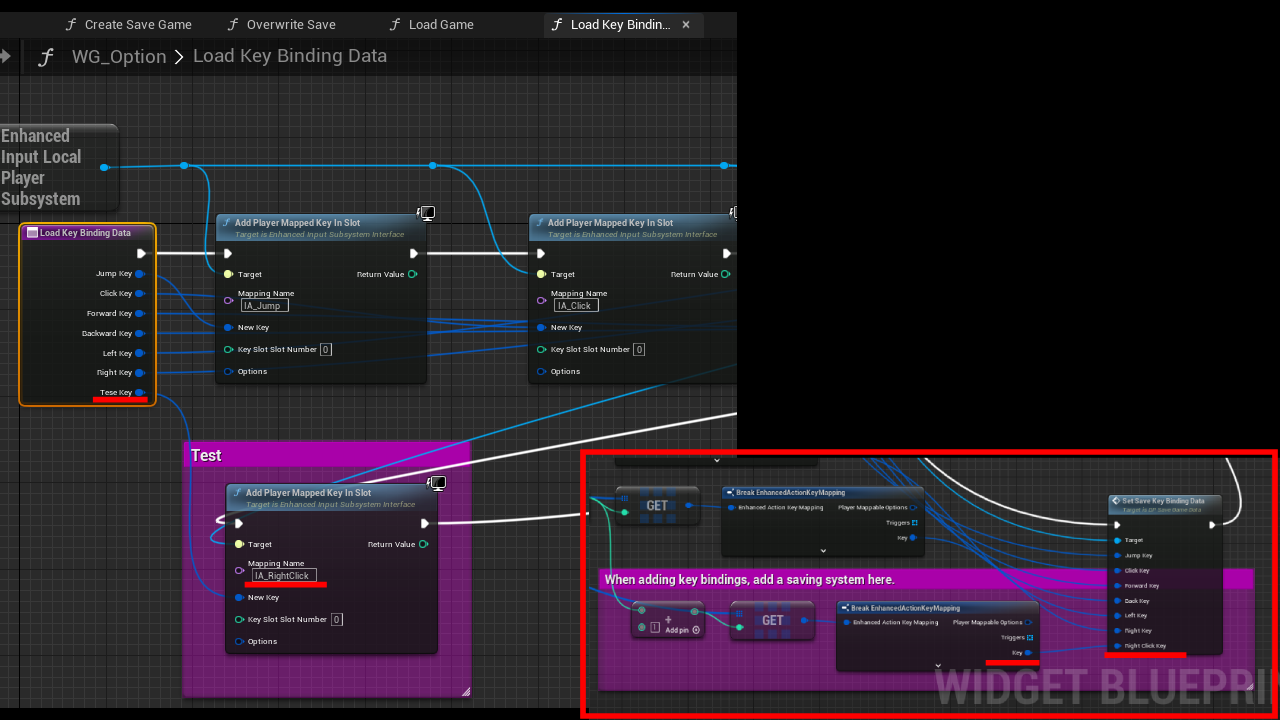 Create Save Game
Overwrite Save
Load Game
Load Key Bindin...
WG_Option > Load Key Binding Data
Enhanced
Input Local
Player
Subsystem
Load Key Binding Data
Jump Key
Click Key
Forward Key
Backward Key
Left Key
Right Key
Tese Key
Add Player Mapped Key In Slot
Target is Enhanced Input Subsystem Interface
Target
Return Value
Mapping Name
IA_Jump
New Key
Key Slot Slot Number 0
Options
Add Player Mapped Key In Slot
Target is Enhanced Input Subsystem Interface
Target
Return Value
Mapping Name
IA_Click
New Key
Key Slot Slot Number 0
Options
Test
Add Player Mapped Key In Slot
Target is Enhanced Input Subsystem Interface
Target
Return Value
Mapping Name
IA_RightClick
New Key
Key Slot Slot Number 0
Options
GET
Break EnhancedActionKeyMapping
Enhanced Action Key Mapping
Player Mappable Options
Triggers
Key
Set Save Key Binding Data
Target
Jump Key
Click Key
Forward Key
Back Key
Left Key
Right Key
Right Click Key
When adding key bindings, add a saving system here.
1
Add pin
GET
Break EnhancedActionKeyMapping
Enhanced Action Key Mapping
Player Mappable Options
Triggers
Key
WIDGET BLUEPRIN